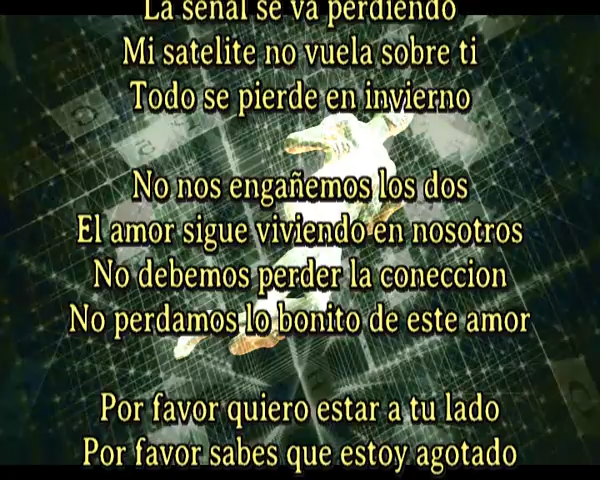 La señal se va perdiendo
Mi satelite no vuela sobre ti
Todo se pierde en invierno
No nos engañemos los dos
El amor sigue viviendo en nosotros
No debemos perder la coneccion
No perdamos lo bonito de este amor
Por favor quiero estar a tu lado
Por favor sabes que estoy agotado